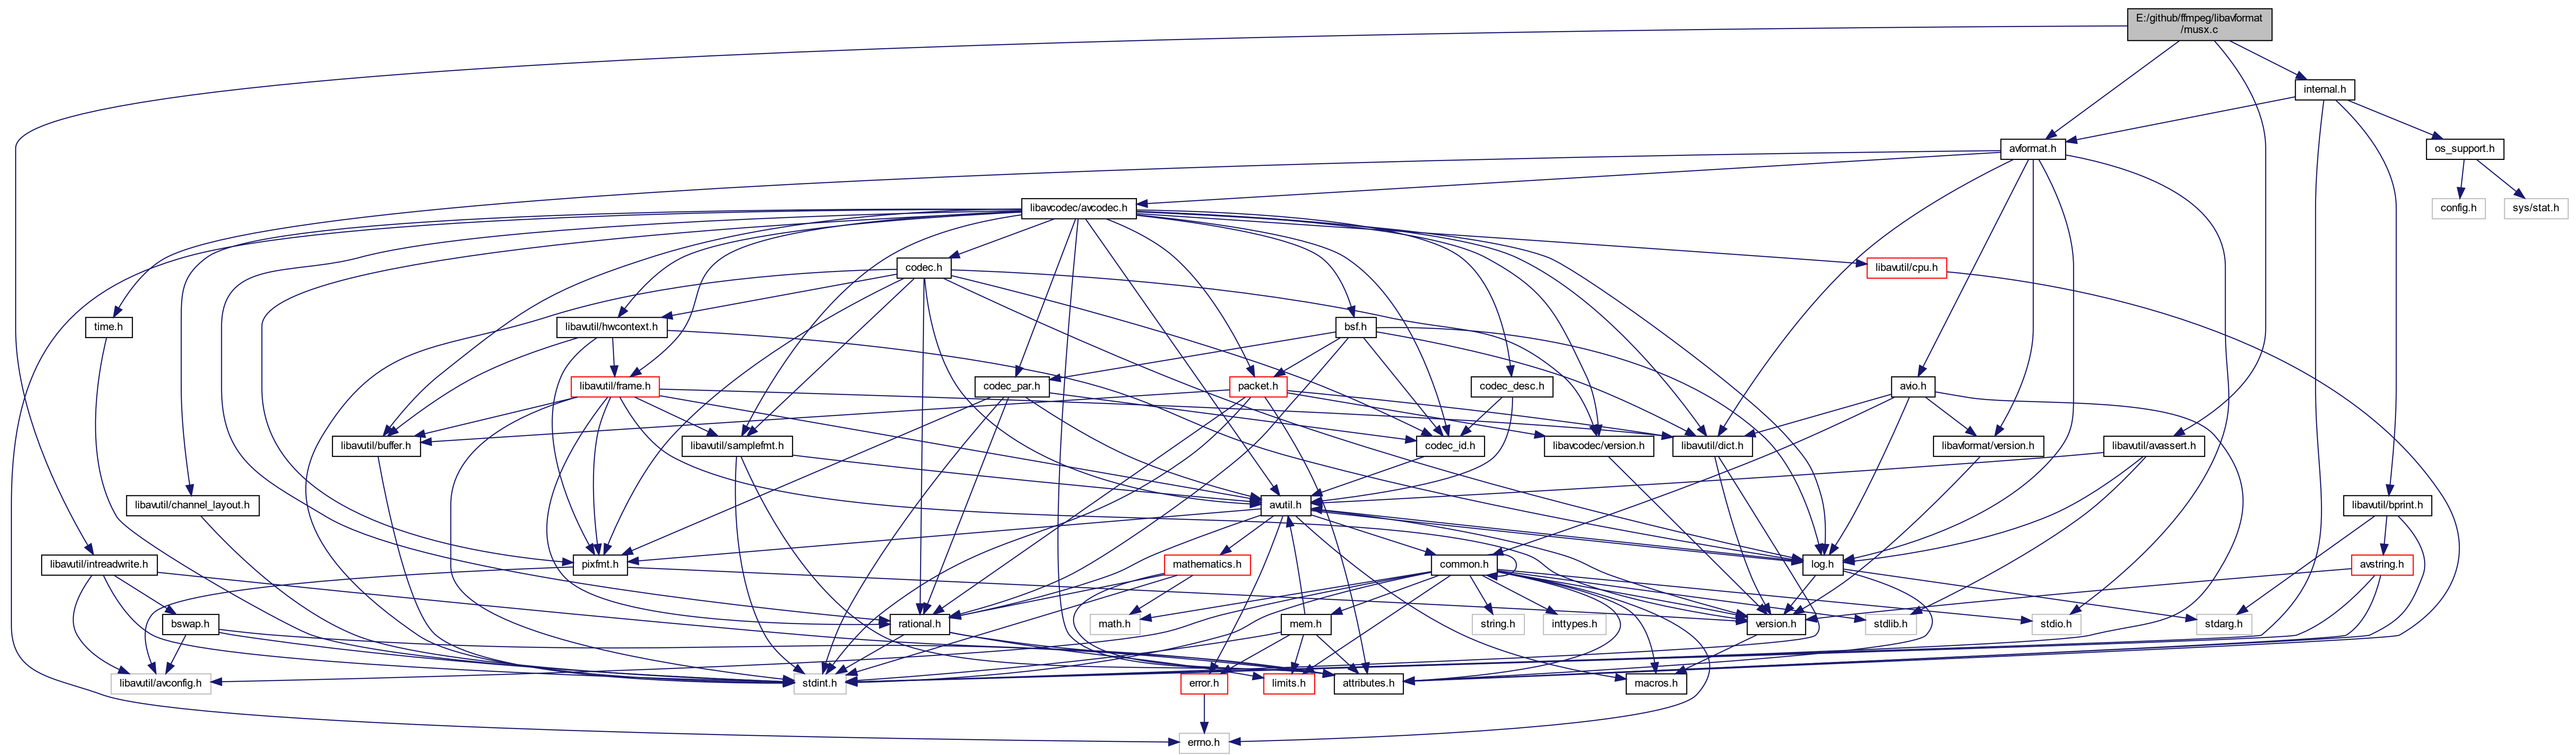 E:/github/ffmpeg/libavformat
/musx.c
internal.h
avformat.h
os_support.h
libavcodec/avcodec.h
config.h
sys/stat.h
codec.h
libavutil/cpu.h
time.h
libavutil/hwcontext.h
bsf.h
libavutil/frame.h
codec_par.h
packet.h
codec_desc.h
avio.h
libavutil/buffer.h
libavutil/samplefmt.h
codec_id.h
libavcodec/version.h
libavutil/dict.h
libavformat/version.h
libavutil/avassert.h
libavutil/channel_layout.h
avutil.h
libavutil/bprint.h
libavutil/intreadwrite.h
pixfmt.h
mathematics.h
common.h
log.h
avstring.h
bswap.h
rational.h
math.h
mem.h
string.h
inttypes.h
version.h
stdlib.h
stdio.h
stdarg.h
libavutil/avconfig.h
stdint.h
error.h
limits.h
attributes.h
macros.h
errno.h